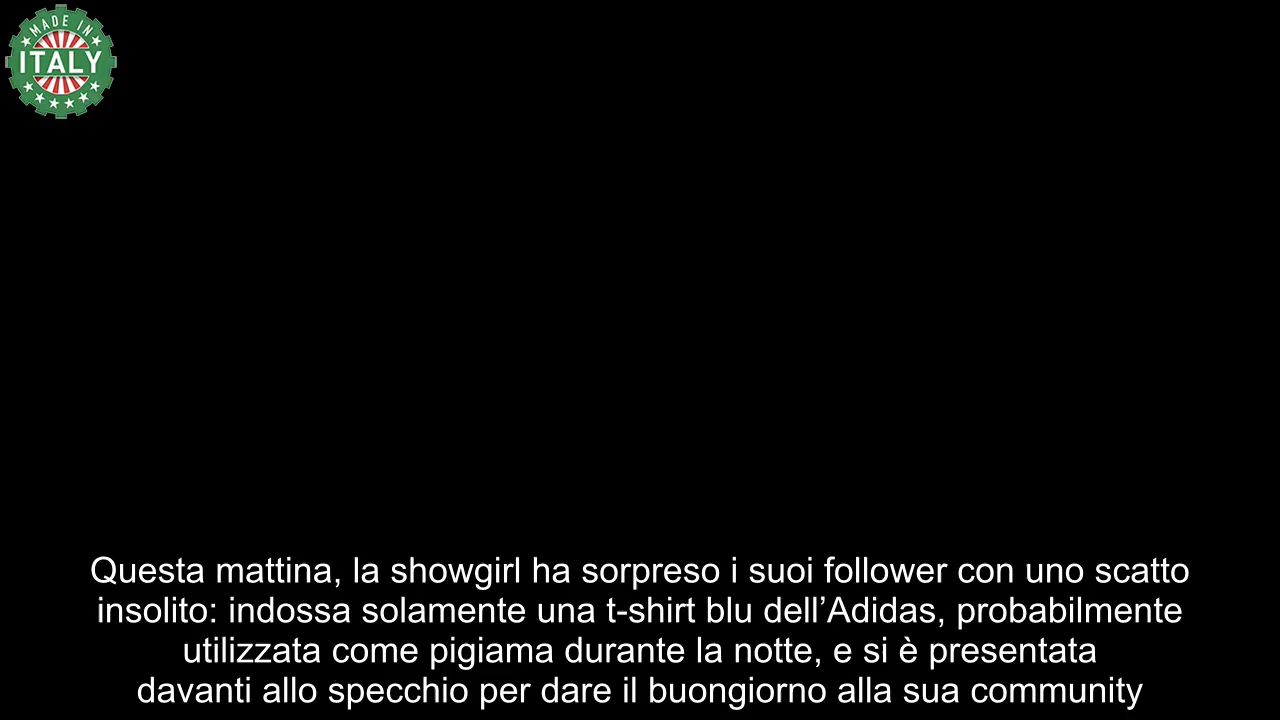 MADE IN
ITALY
Questa mattina, la showgirl ha sorpreso i suoi follower con uno scatto
insolito: indossa solamente una t-shirt blu dell’Adidas, probabilmente
utilizzata come pigiama durante la notte, e si è presentata
davanti allo specchio per dare il buongiorno alla sua community